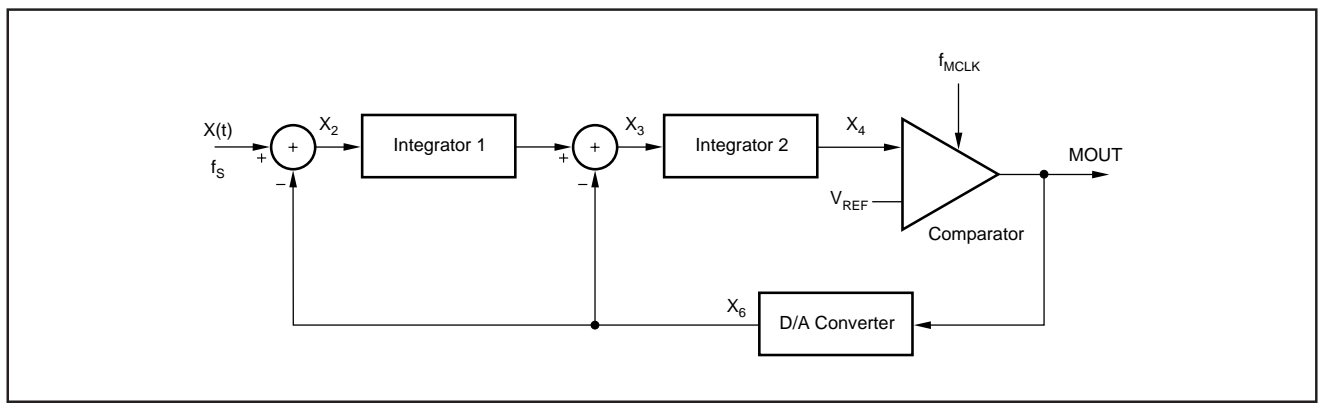 f_MCLK
X(t)
f_S
+
–
+
X_2
Integrator 1
+
–
+
X_3
Integrator 2
X_4
V_REF
Comparator
MOUT
X_6
D/A Converter